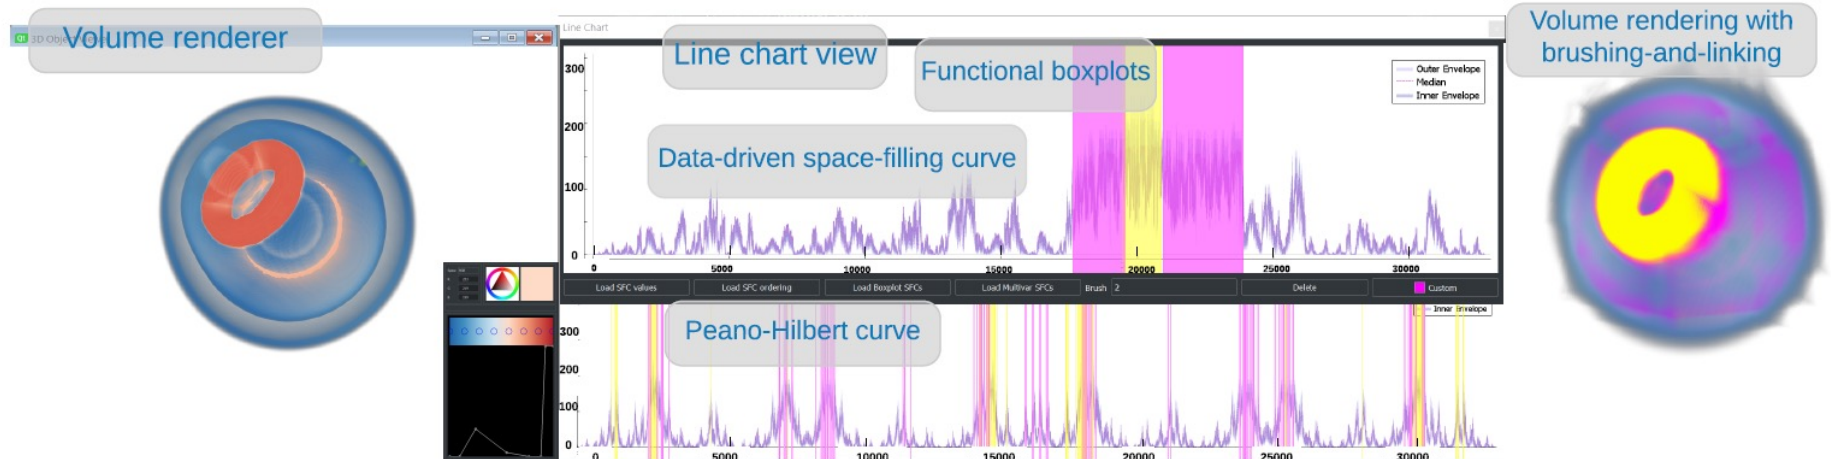 Volume renderer
3D Obje
Line Chart
Line chart view
Functional boxplots
Data-driven space-filling curve
300
200
100
0
Outer Envelope
Median
Inner Envelope
0 5000 10000 15000 20000 25000 30000
Load SFC values Load SFC ordering Load Boxplot SFCs Load Multivar SFCs Brush 2 Delete Custom
Inner Envelope
Peano-Hilbert curve
300
200
100
0
0 5000 10000 15000 20000 25000 30000
Volume rendering with
brushing-and-linking